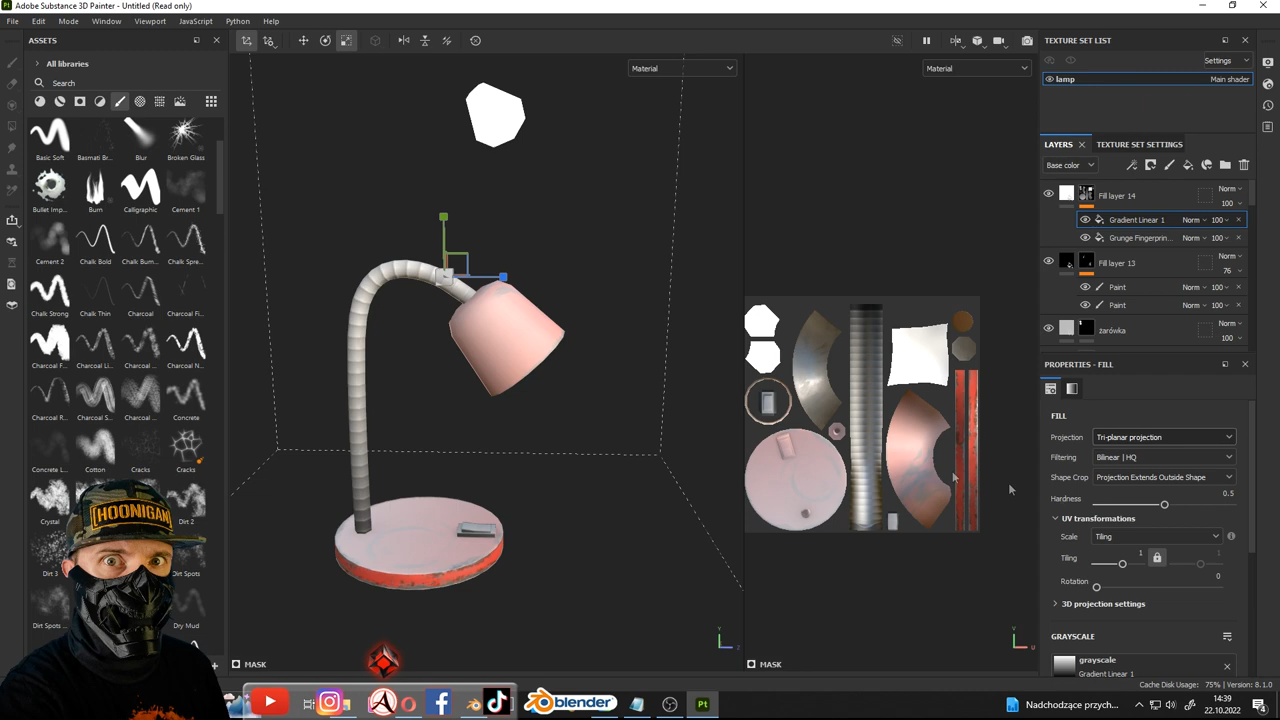 Adobe Substance 3D Painter - Untitled (Read only)
File Edit Mode Window Viewport JavaScript Python Help
ASSETS
All libraries
Search
Basic Soft Basmati Br... Blur Broken Glass
Bullet Imp... Burn Calligraphic Cement 1
Cement 2 Chalk Bold Chalk Bum... Chalk Spre...
Chalk Strong Chalk Thin Charcoal Charcoal Fi...
Charcoal F... Charcoal L... Charcoal M... Charcoal N...
Charcoal R... Charcoal S... Charcoal ... Concrete
Concrete L... Cotton Cracks Cracks
Crystal Dirt 2
Dirt 3 Dirt Spots
Dirt Spots ... Dry Mud
HOONIGAN
Material
Material
Y
Z
Y
U
MASK
MASK
TEXTURE SET LIST
Settings
lamp Main shader
LAYERS TEXTURE SET SETTINGS
Base color
Fill layer 14 Norm 100
Gradient Linear 1 Norm 100
Grunge Fingerprin... Norm 100
Fill layer 13 Norm 76
Paint Norm 100
Paint Norm 100
żarówka Norm 100
PROPERTIES - FILL
FILL
Projection Tri-planar projection
Filtering Bilinear | HQ
Shape Crop Projection Extends Outside Shape
Hardness 0.5
UV transformations
Scale Tiling
Tiling 1 1
Rotation 0
3D projection settings
GRAYSCALE
grayscale
Gradient Linear 1
Cache Disk Usage: 75% | Version: 8.1.0
blender
Pt
Nadchodzące przych...
14:39
22.10.2022